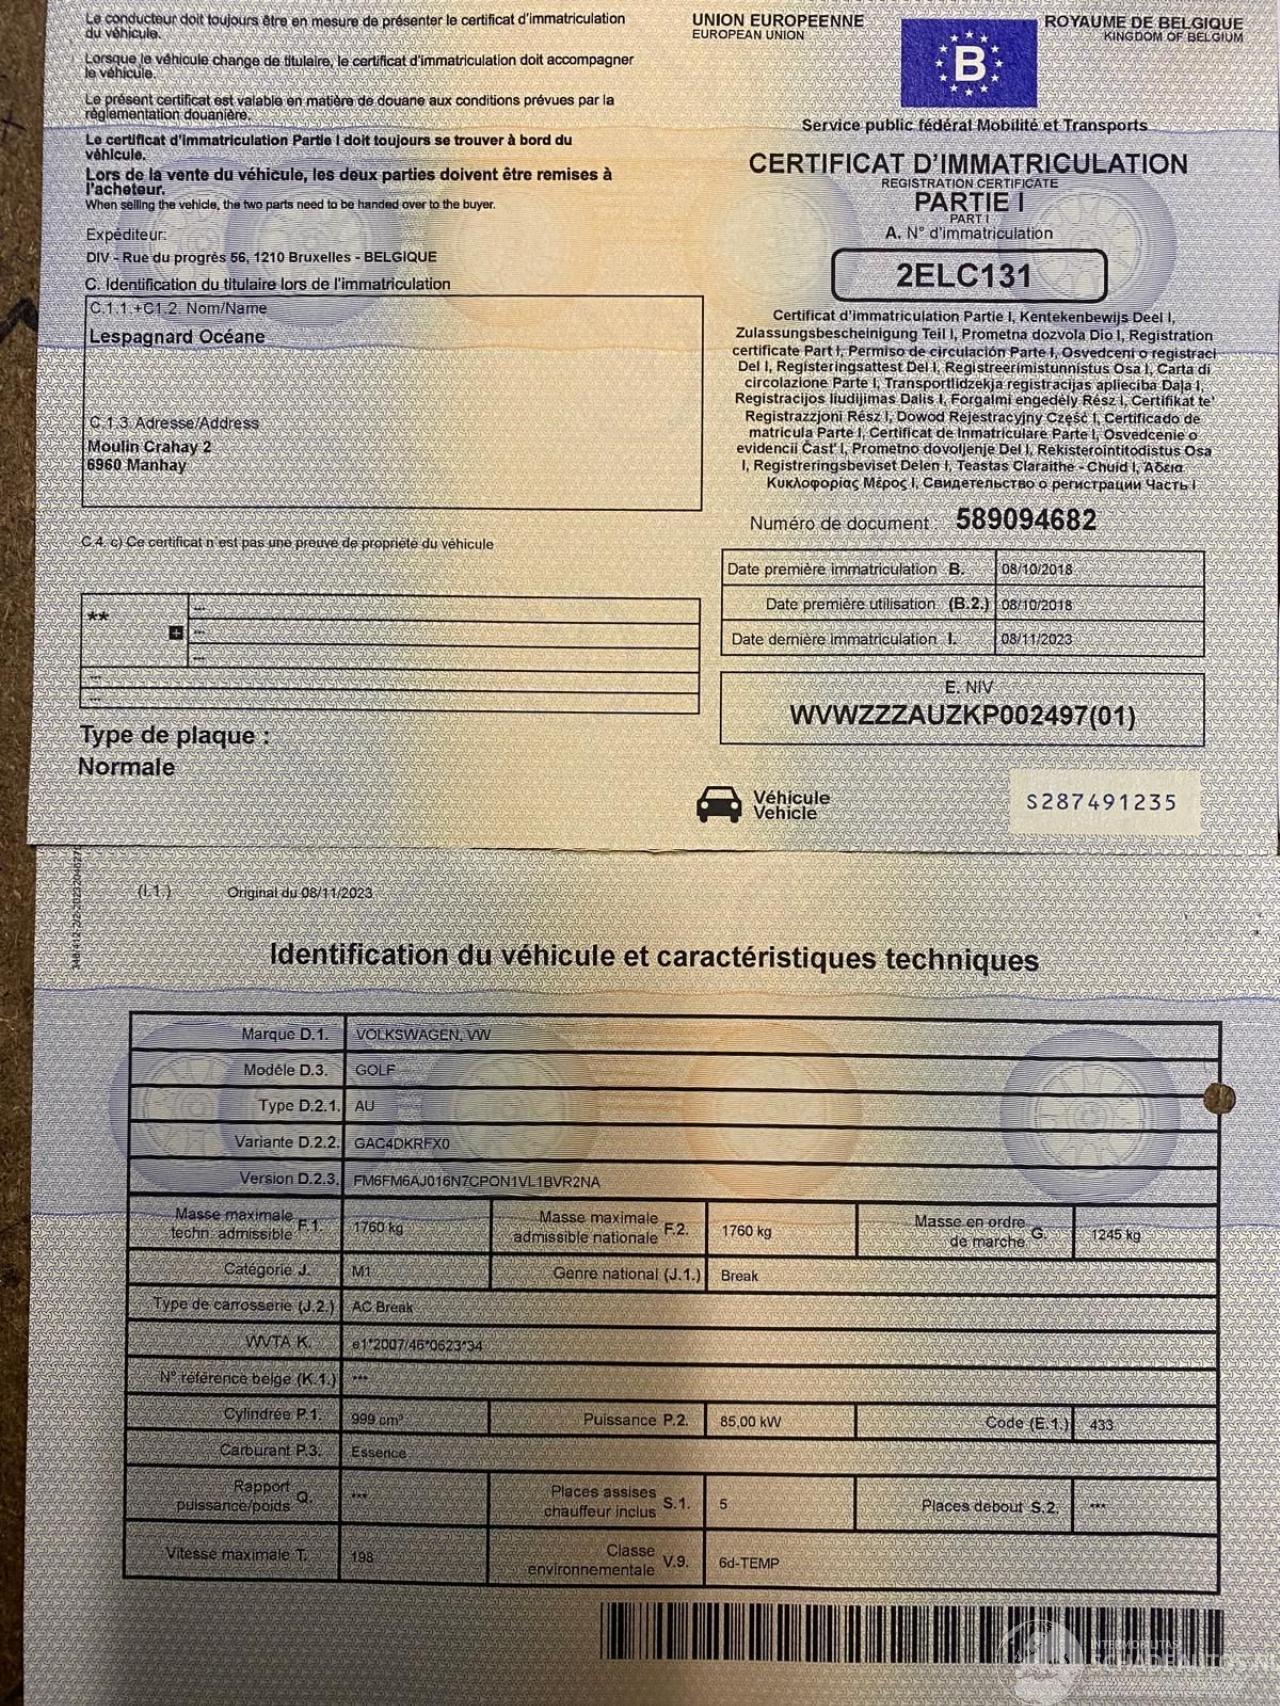 Le conducteur doit toujours être en mesure de présenter le certificat d'immatriculation
du véhicule.
Lorsque le véhicule change de titulaire, le certificat d'immatriculation doit accompagner
le véhicule.
Le présent certificat est valable en matière de douane aux conditions prévues par la
réglementation douanière.
Le certificat d'immatriculation Partie I doit toujours se trouver à bord du
véhicule.
Lors de la vente du véhicule, les deux parties doivent être remises à
l'acheteur.
When selling the vehicle, the two parts need to be handed over to the buyer.
Expéditeur:
DIV - Rue du progrès 56, 1210 Bruxelles - BELGIQUE
C. Identification du titulaire lors de l'immatriculation
C.1.1.+C1.2. Nom/Name
Lespagnard Océane
C.1.3. Adresse/Address
Moulin Crahay 2
6960 Manhay
C.4. c) Ce certificat n'est pas une preuve de propriété du véhicule
**
+
---
---
---
---
---
Type de plaque :
Normale
UNION EUROPEENNE
EUROPEAN UNION
B
ROYAUME DE BELGIQUE
KINGDOM OF BELGIUM
Service public fédéral Mobilité et Transports
CERTIFICAT D'IMMATRICULATION
REGISTRATION CERTIFICATE
PARTIE I
PART I
A. N° d'immatriculation
2ELC131
Certificat d'immatriculation Partie I, Kentekenbewijs Deel I,
Zulassungsbescheinigung Teil I, Prometna dozvola Dio I, Registration
certificate Part I, Permiso de circulación Parte I, Osvedceni o registraci
Del I, Registeringsattest Del I, Registreerimistunnistus Osa I, Carta di
circolazione Parte I, Transportlidzekja registracijas aplieciba Daļa I,
Registracijos liudijimas Dalis I, Forgalmi engedély Rész I, Certifikat te'
Registrazzjoni Rész I, Dowod Rejestracyjny Część I, Certificado de
matricula Parte I, Certificat de Inmatriculare Parte I, Osvedcenie o
evidencii Čast' I, Prometno dovoljenje Del I, Rekisterointitodistus Osa
I, Registreringsbeviset Delen I, Teastas Claraithe - Chuid I, Άδεια
Κυκλοφορίας Μέρος I, Свидетельство о регистрации Часть I
Numéro de document : 589094682
Date première immatriculation B. 08/10/2018
Date première utilisation (B.2.) 08/10/2018
Date dernière immatriculation I. 08/11/2023
E. NIV
WVWZZZAUZKP002497(01)
Véhicule
Vehicle
S287491235
(I.1.) Original du 08/11/2023
Identification du véhicule et caractéristiques techniques
Marque D.1. VOLKSWAGEN, VW
Modèle D.3. GOLF
Type D.2.1. AU
Variante D.2.2. GAC4DKRFX0
Version D.2.3. FM6FM6AJ016N7CPON1VL1BVR2NA
Masse maximale techn. admissible F.1. 1760 kg Masse maximale admissible nationale F.2. 1760 kg Masse en ordre de marche G. 1245 kg
Catégorie J. M1 Genre national (J.1.) Break
Type de carrosserie (J.2.) AC Break
WVTA K. e1*2007/46*0623*34
N° référence belge (K.1.) ---
Cylindrée P.1. 999 cm³ Puissance P.2. 85,00 kW Code (E.1.) 433
Carburant P.3. Essence
Rapport puissance/poids Q. --- Places assises chauffeur inclus S.1. 5 Places debout S.2. ---
Vitesse maximale T. 198 Classe environnementale V.9. 6d-TEMP
SCHADEAUTOS.NL